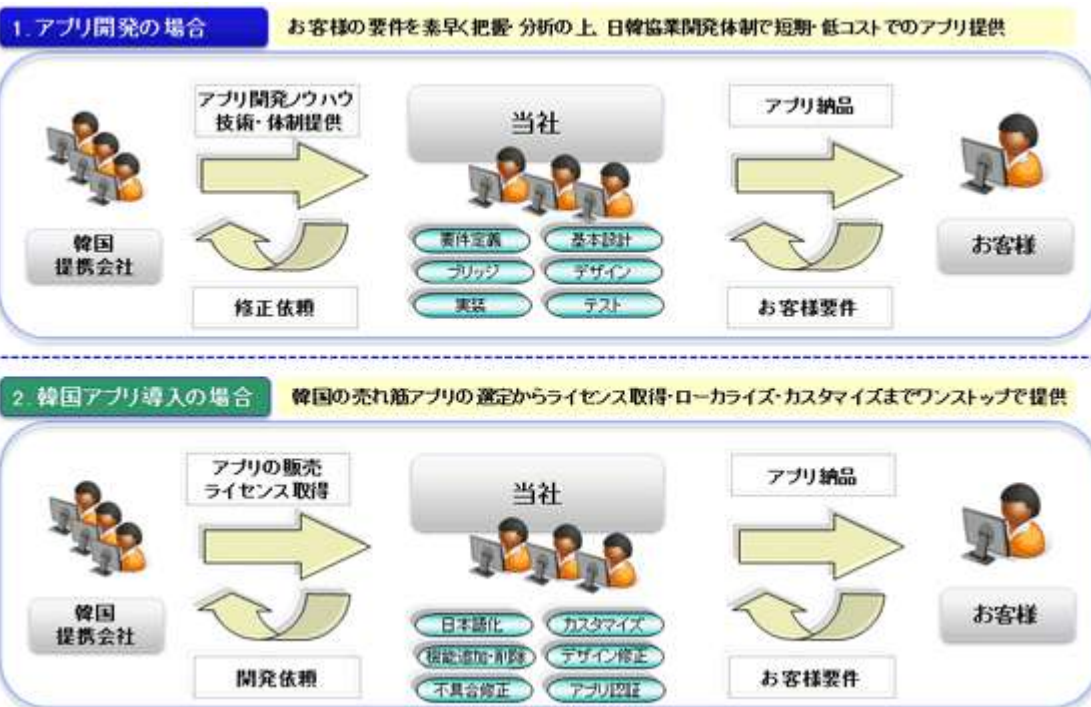 1.アプリ開発の場合
お客様の要件を素早く把握・分析の上、日韓協業開発体制で短期・低コストでのアプリ提供
アプリ開発ノウハウ
技術・体制提供
当社
アプリ納品
韓国
提携会社
要件定義
基本設計
ブリッジ
デザイン
実装
テスト
お客様
修正依頼
お客様要件
2.韓国アプリ導入の場合
韓国の売れ筋アプリの選定からライセンス取得・ローカライズ・カスタマイズまでワンストップで提供
アプリの販売
ライセンス取得
当社
アプリ納品
韓国
提携会社
日本語化
カスタマイズ
機能追加・削除
デザイン修正
不具合修正
アプリ認証
お客様
開発依頼
お客様要件